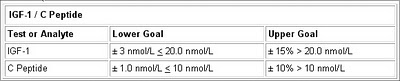 IGF-1 / C Peptide
Test or Analyte Lower Goal Upper Goal
IGF-1 ± 3 nmol/L ≤ 20.0 nmol/L ± 15% > 20.0 nmol/L
C Peptide ± 1.0 nmol/L ≤ 10 nmol/L ± 10% > 10 nmol/L